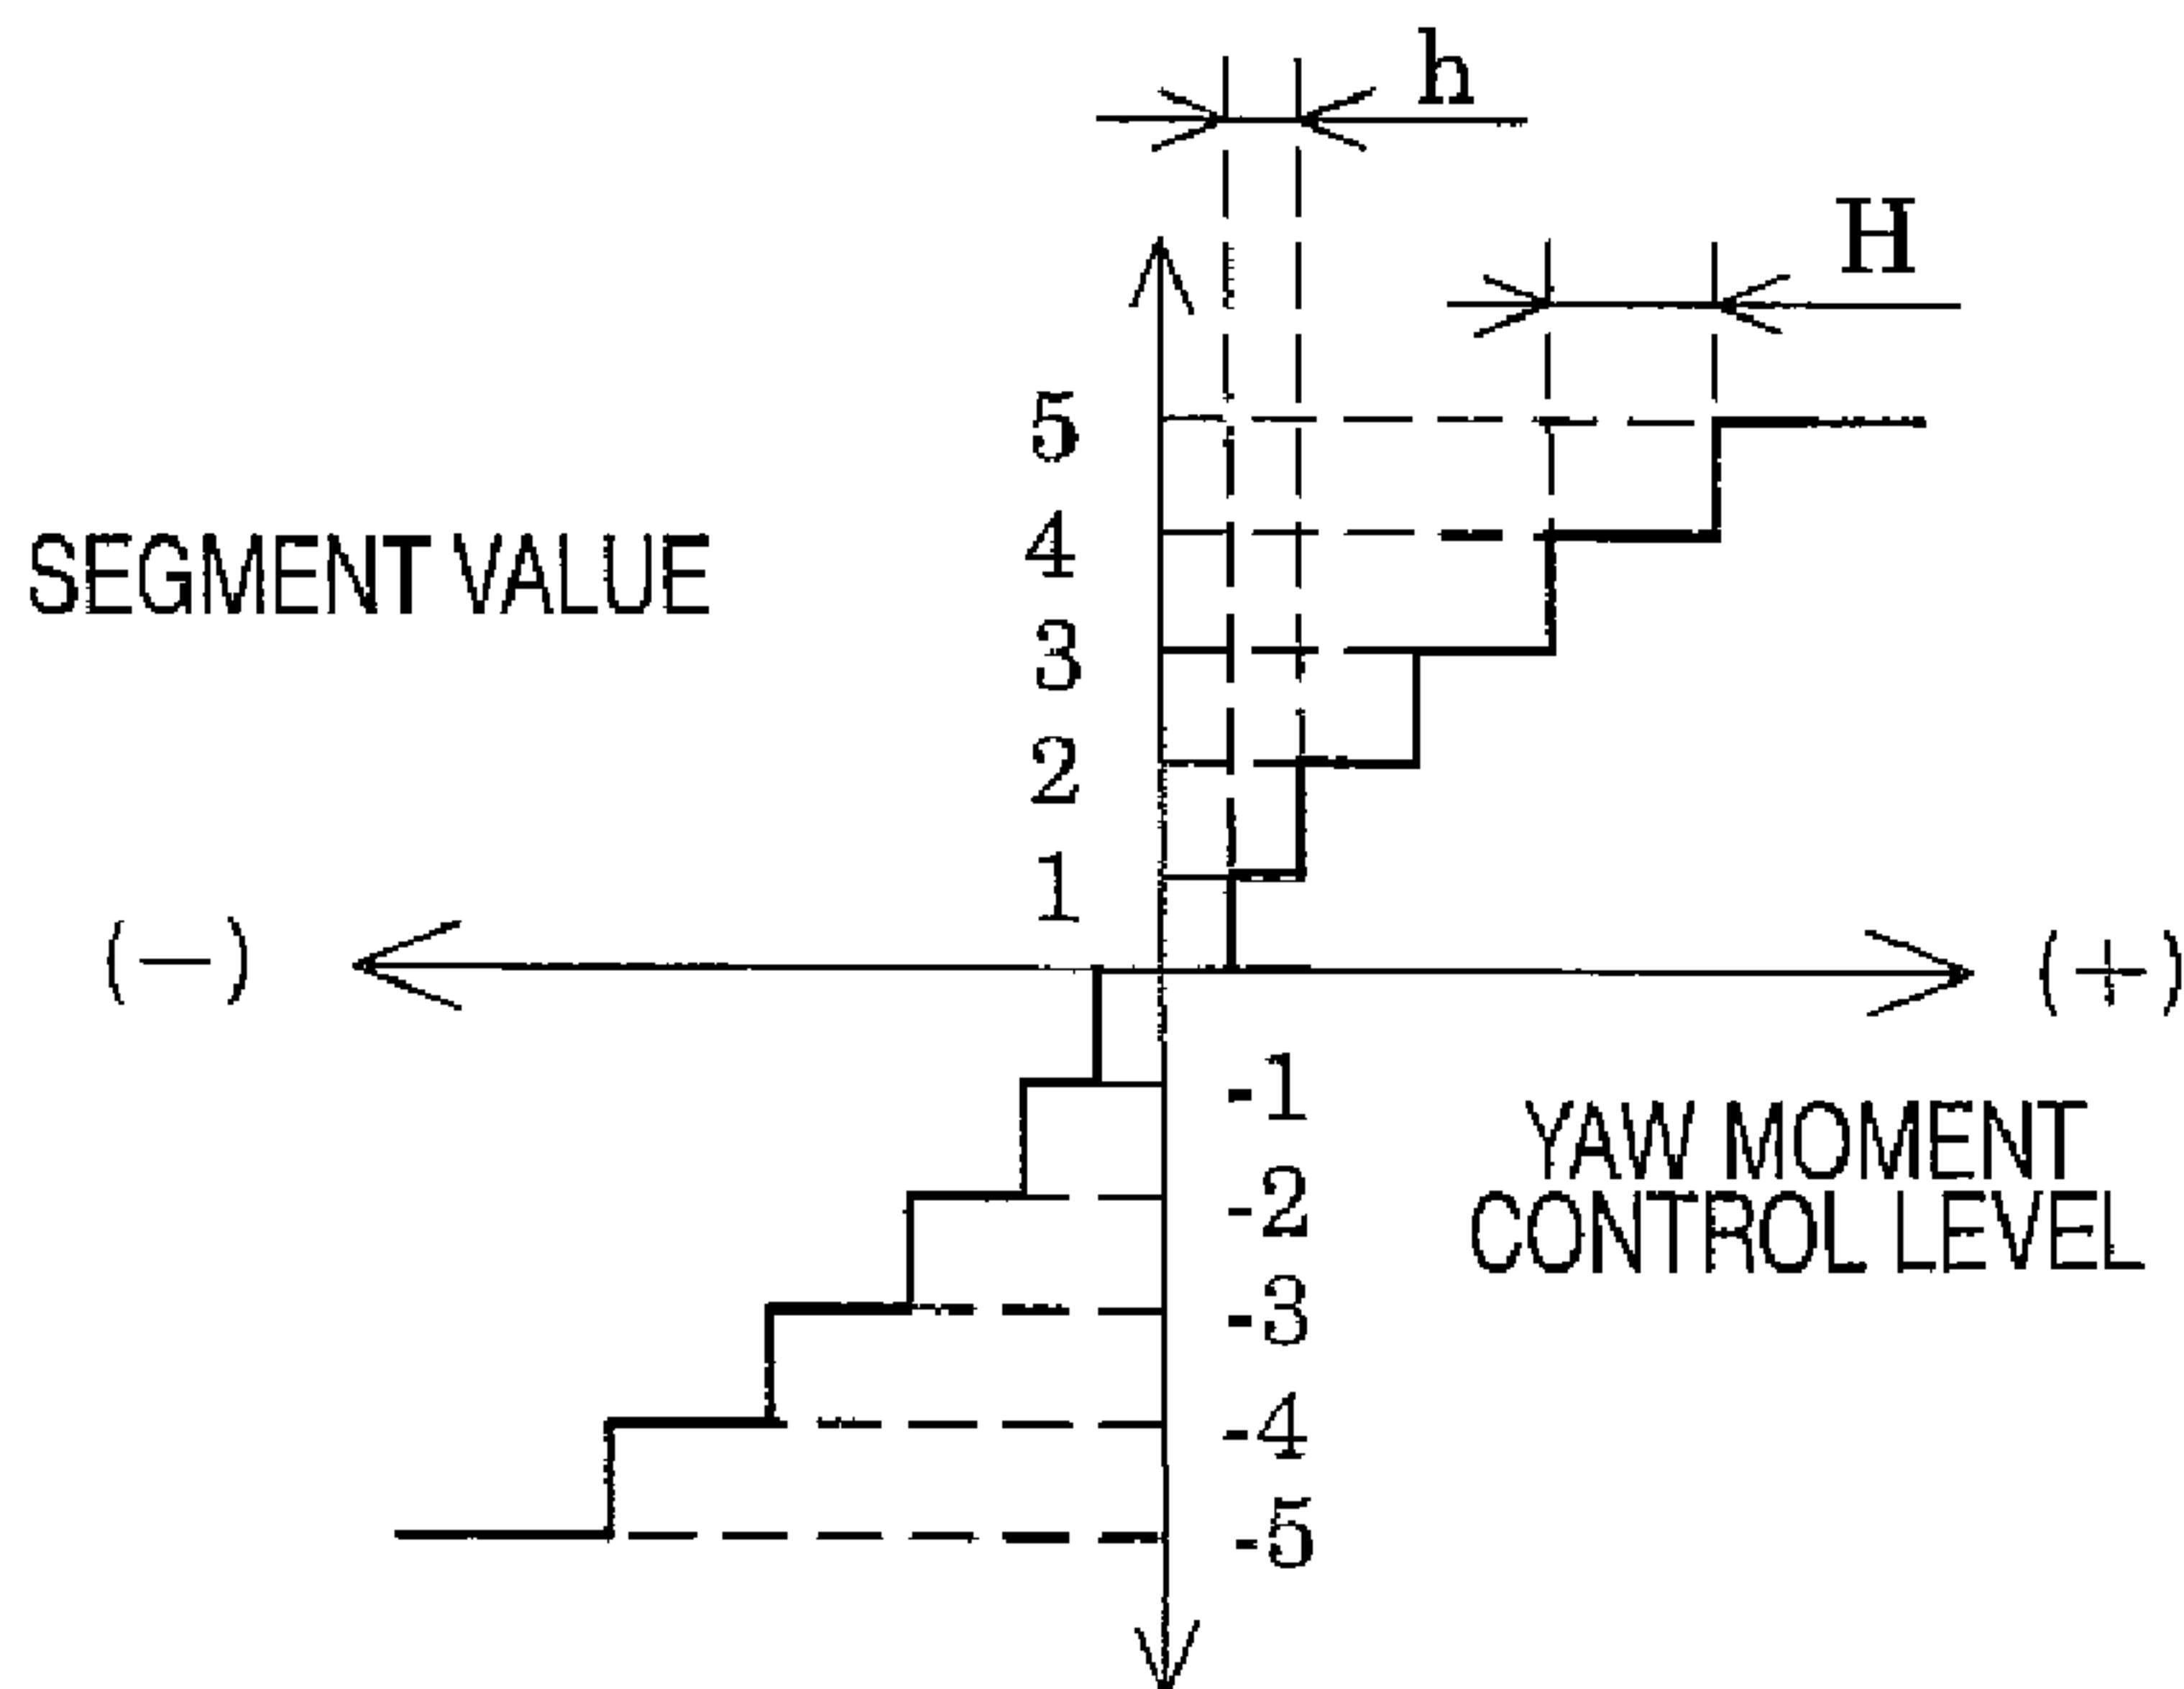 h
H
5
4
SEGMENT VALUE
3
2
1
(—)
(+)
-1
YAW MOMENT
-2
CONTROL LEVEL
-3
-4
-5